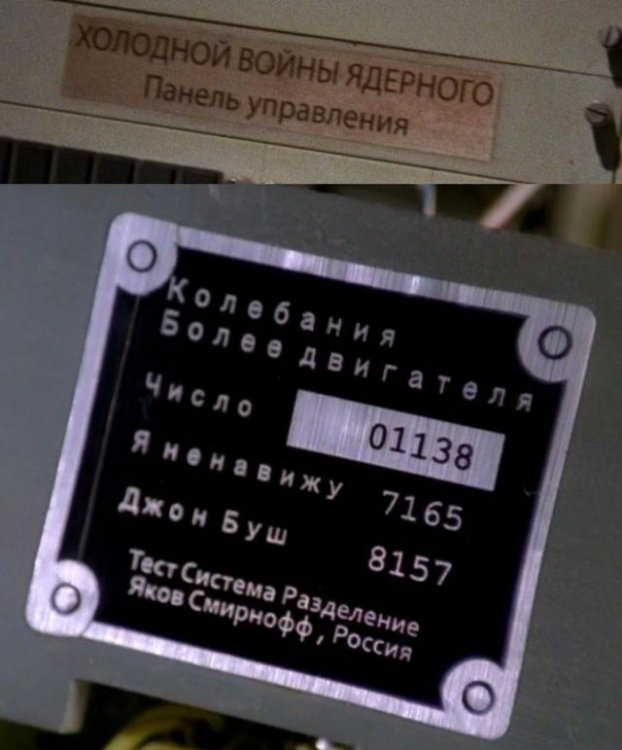 ХОЛОДНОЙ ВОЙНЫ ЯДЕРНОГО
Панель управления
Колебания
Более двигателя
Число 01138
Я ненавижу 7165
Джон Буш 8157
Тест Система Разделение
Яков Смирнофф, Россия